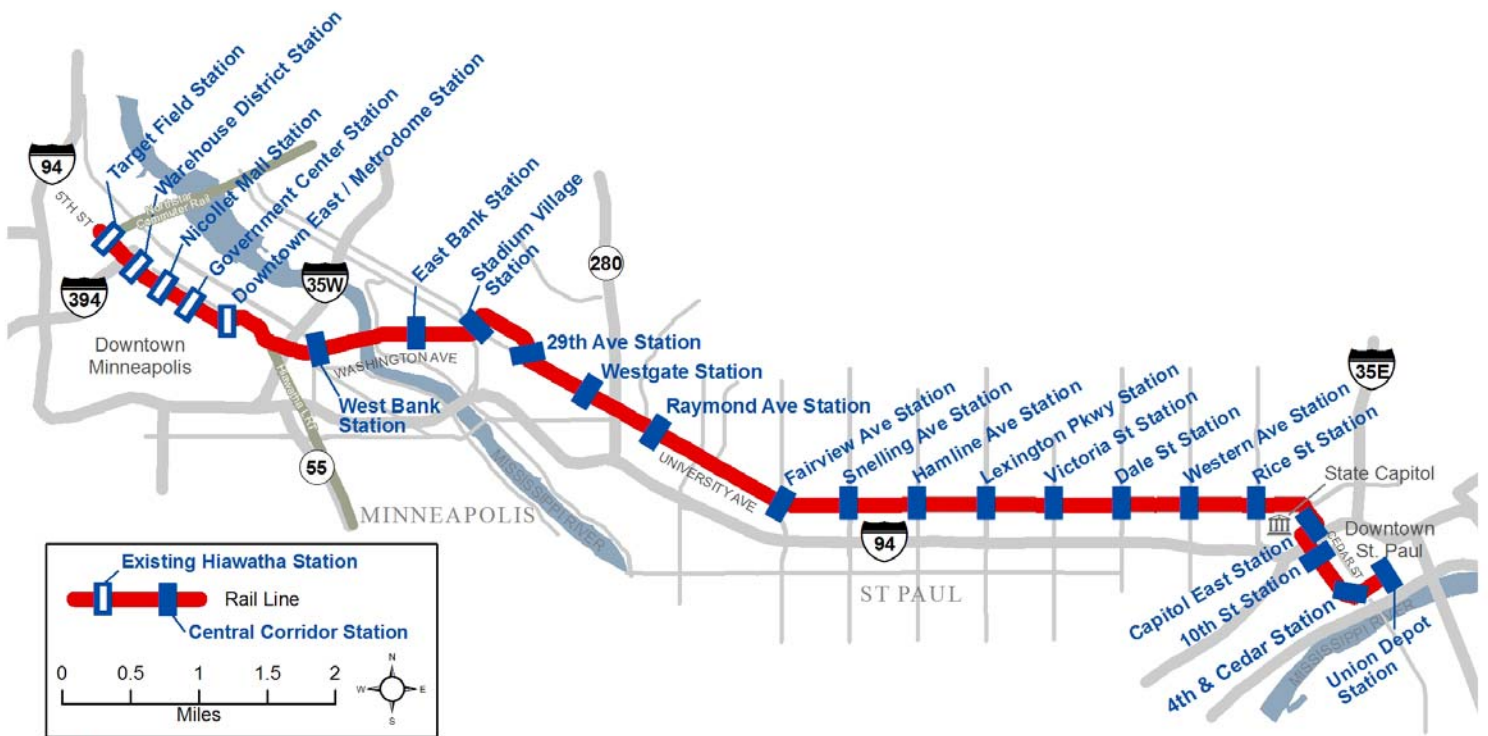 Target Field Station
Warehouse District Station
Nicollet Mall Station
Government Center Station
Downtown East / Metrodome Station
94
5TH ST
Northstar
Commuter Rail
394
35W
Downtown
Minneapolis
Hiawatha LRT
55
West Bank
Station
WASHINGTON AVE
East Bank Station
Stadium Village
Station
280
29th Ave Station
Westgate Station
Raymond Ave Station
UNIVERSITY AVE
MISSISSIPPI RIVER
MINNEAPOLIS
Fairview Ave Station
Snelling Ave Station
Hamline Ave Station
Lexington Pkwy Station
Victoria St Station
Dale St Station
Western Ave Station
Rice St Station
35E
State Capitol
Downtown
St. Paul
CEDAR ST
94
ST PAUL
Capitol East Station
10th St Station
4th & Cedar Station
Union Depot
Station
MISSISSIPPI RIVER
Existing Hiawatha Station
Rail Line
Central Corridor Station
0 0.5 1 1.5 2
Miles
N
W E
S